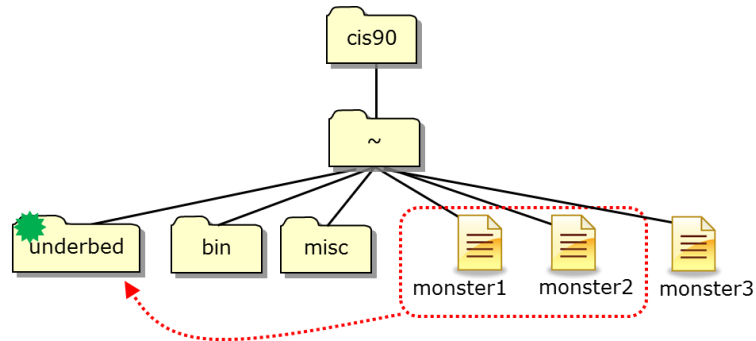 cis90
~
underbed
bin
misc
monster1
monster2
monster3